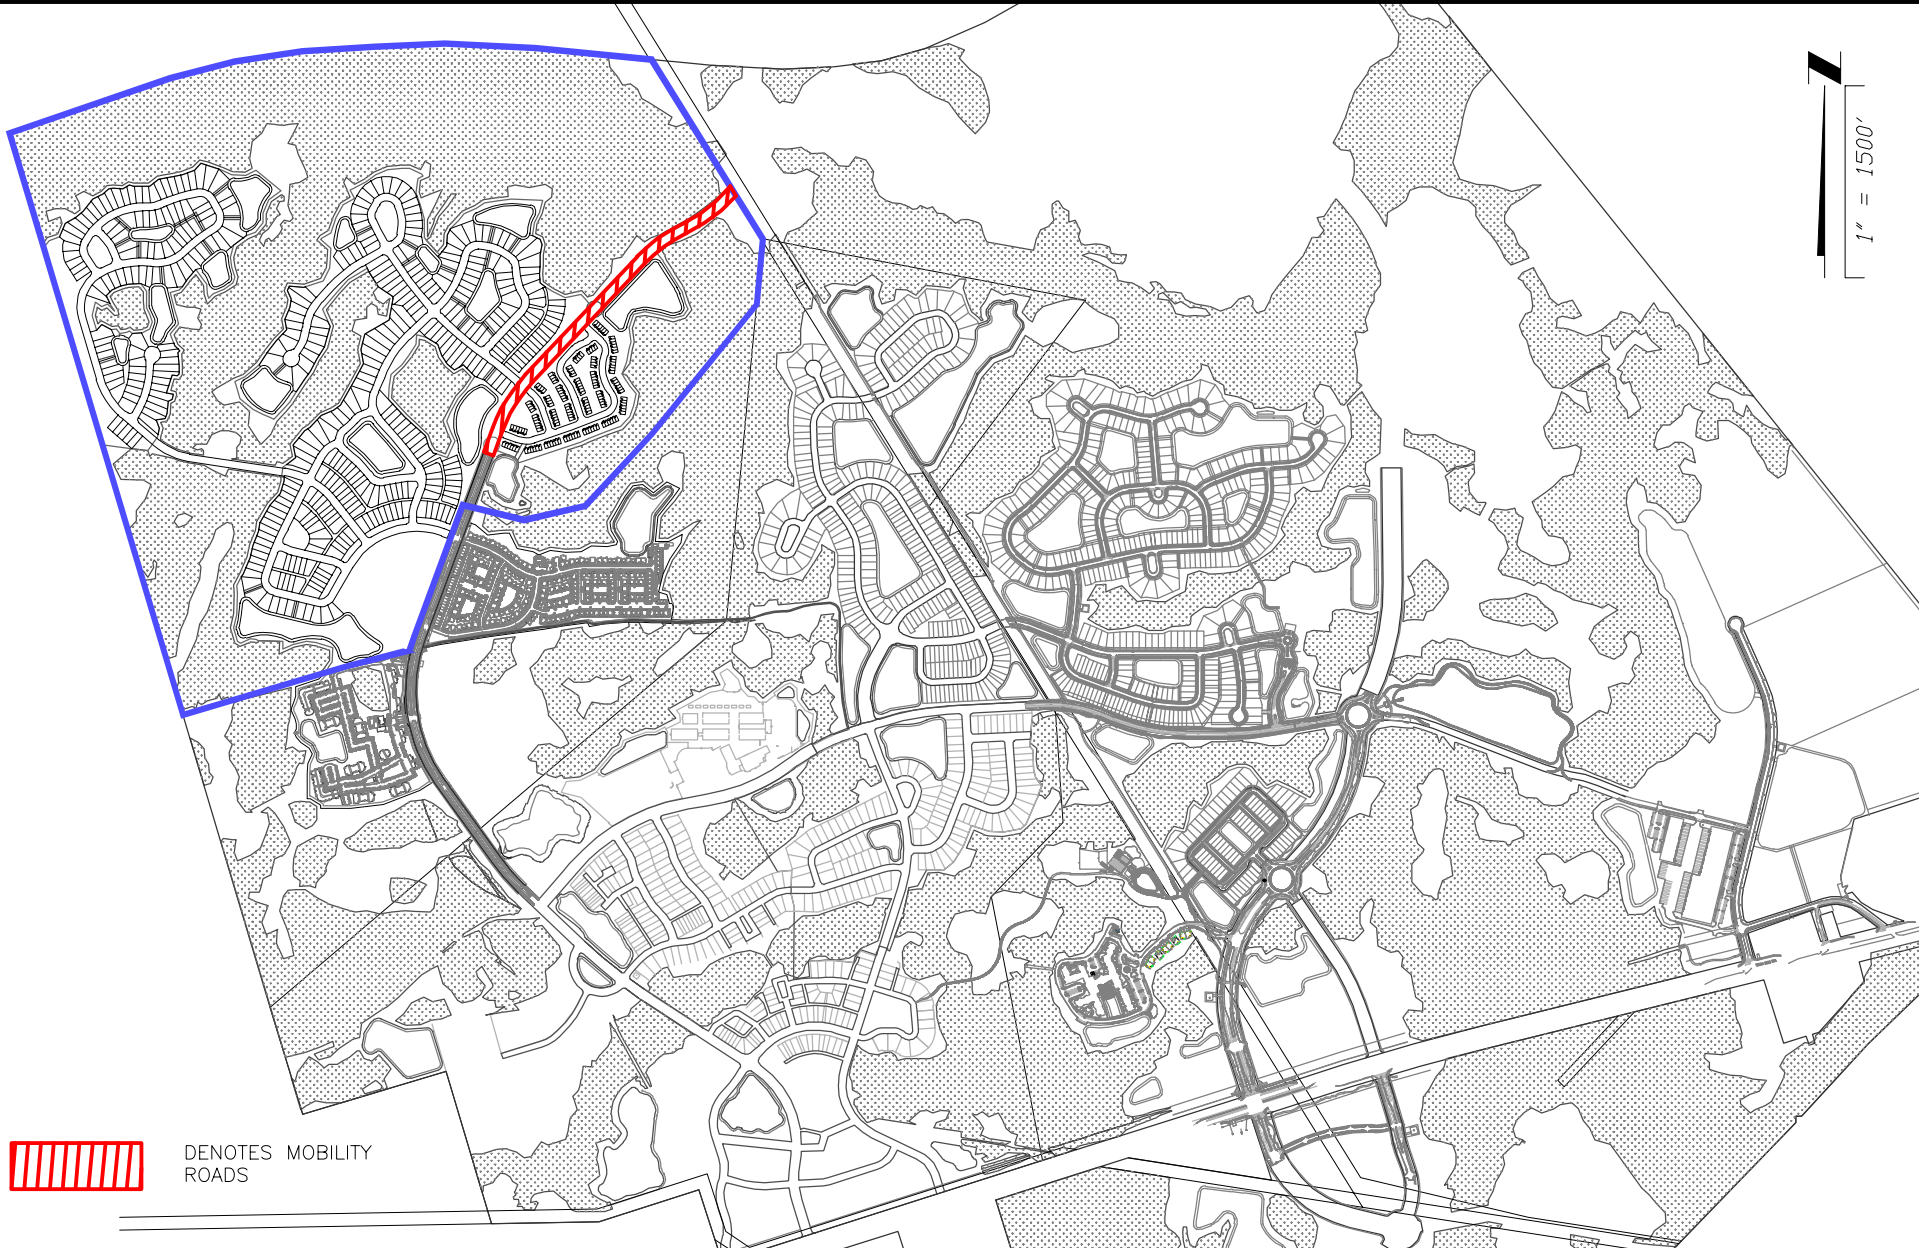 1" = 1500'
DENOTES MOBILITY
ROADS